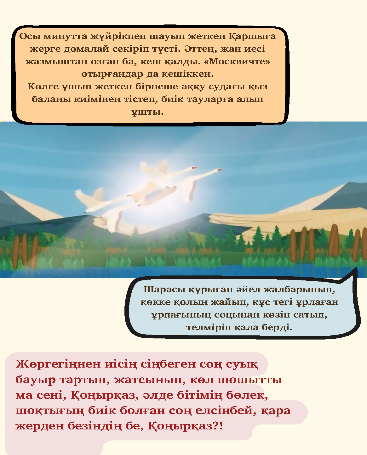 Осы минутта жүйрікпен шауып жеткен Қаршыға
жерге домалай секіріп түсті. Әттең, жан иесі
жазмыштан озған ба, кеш қалды. «Москвичте»
отырғандар да кешіккен.
Көлге ұшып жеткен бірнеше аққу судағы қыз
баланы киімінен тістеп, биік тауларға алып
ұшты.
Шарасы құрыған әйел жалбарынып,
көкке қолын жайып, құс тегі ұрлаған
ұрпағының соңынан көзін сатып,
телміріп қала берді.
Жөргегіңнен иісің сіңбеген соң суық
бауыр тартып, жатсынып, көл шошытты
ма сені, Қоңырқаз, әлде бітімің бөлек,
шоқтығың биік болған соң елсінбей, қара
жерден бездіңдің бе, Қоңырқаз?!